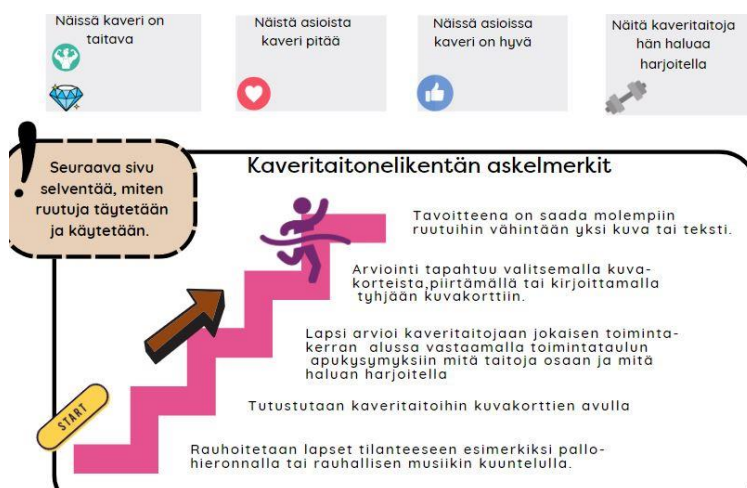 Näissä kaveri on
taitava
Näistä asioista
kaveri pitää
Näissä asioissa
kaveri on hyvä
Näitä kaveritaitoja
hän haluaa
harjoitella
!
Seuraava sivu
selventää, miten
ruutuja täytetään
ja käytetään.
Kaveritaitonelikentän askelmerkit
Tavoitteena on saada molempiin
ruutuihin vähintään yksi kuva tai teksti.
Arviointi tapahtuu valitsemalla kuva-
korteista,piirtämällä tai kirjoittamalla
tyhjään kuvakorttiin.
Lapsi arvioi kaveritaitojaan jokaisen toiminta-
kerran alussa vastaamalla toimintataulun
apukysymyksiin mitä taitoja osaan ja mitä
haluan harjoitella
Tutustutaan kaveritaitoihin kuvakorttien avulla
START
Rauhoitetaan lapset tilanteeseen esimerkiksi pallo-
hieronnalla tai rauhallisen musiikin kuuntelulla.